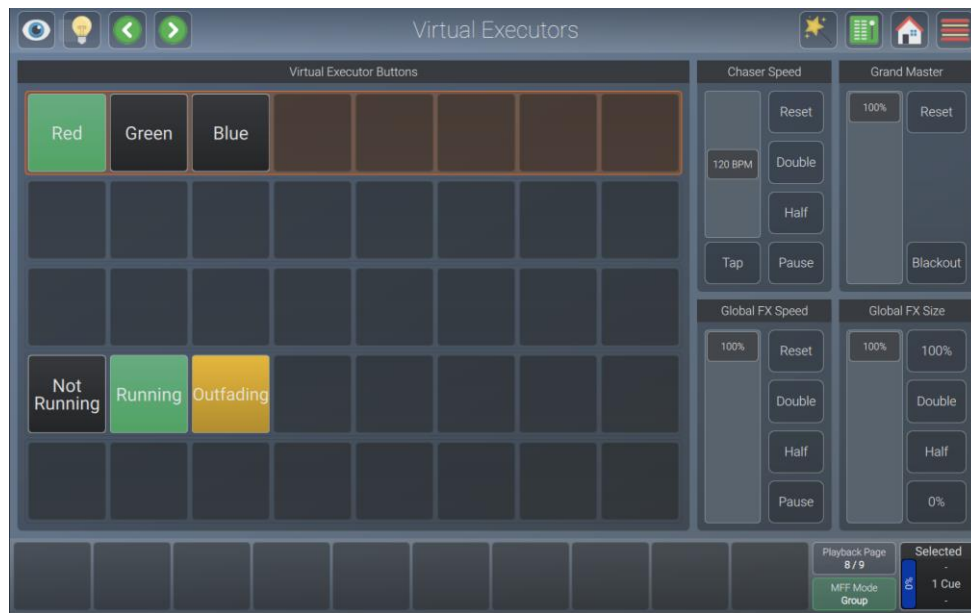 Virtual Executors
Virtual Executor Buttons
Red
Green
Blue
Not
Running
Running
Outfading
Chaser Speed
120 BPM
Reset
Double
Half
Tap
Pause
Grand Master
100%
Reset
Blackout
Global FX Speed
100%
Reset
Double
Half
Pause
Global FX Size
100%
100%
Double
Half
0%
Playback Page
8 / 9
MFF Mode
Group
0%
Selected
-
1 Cue
-